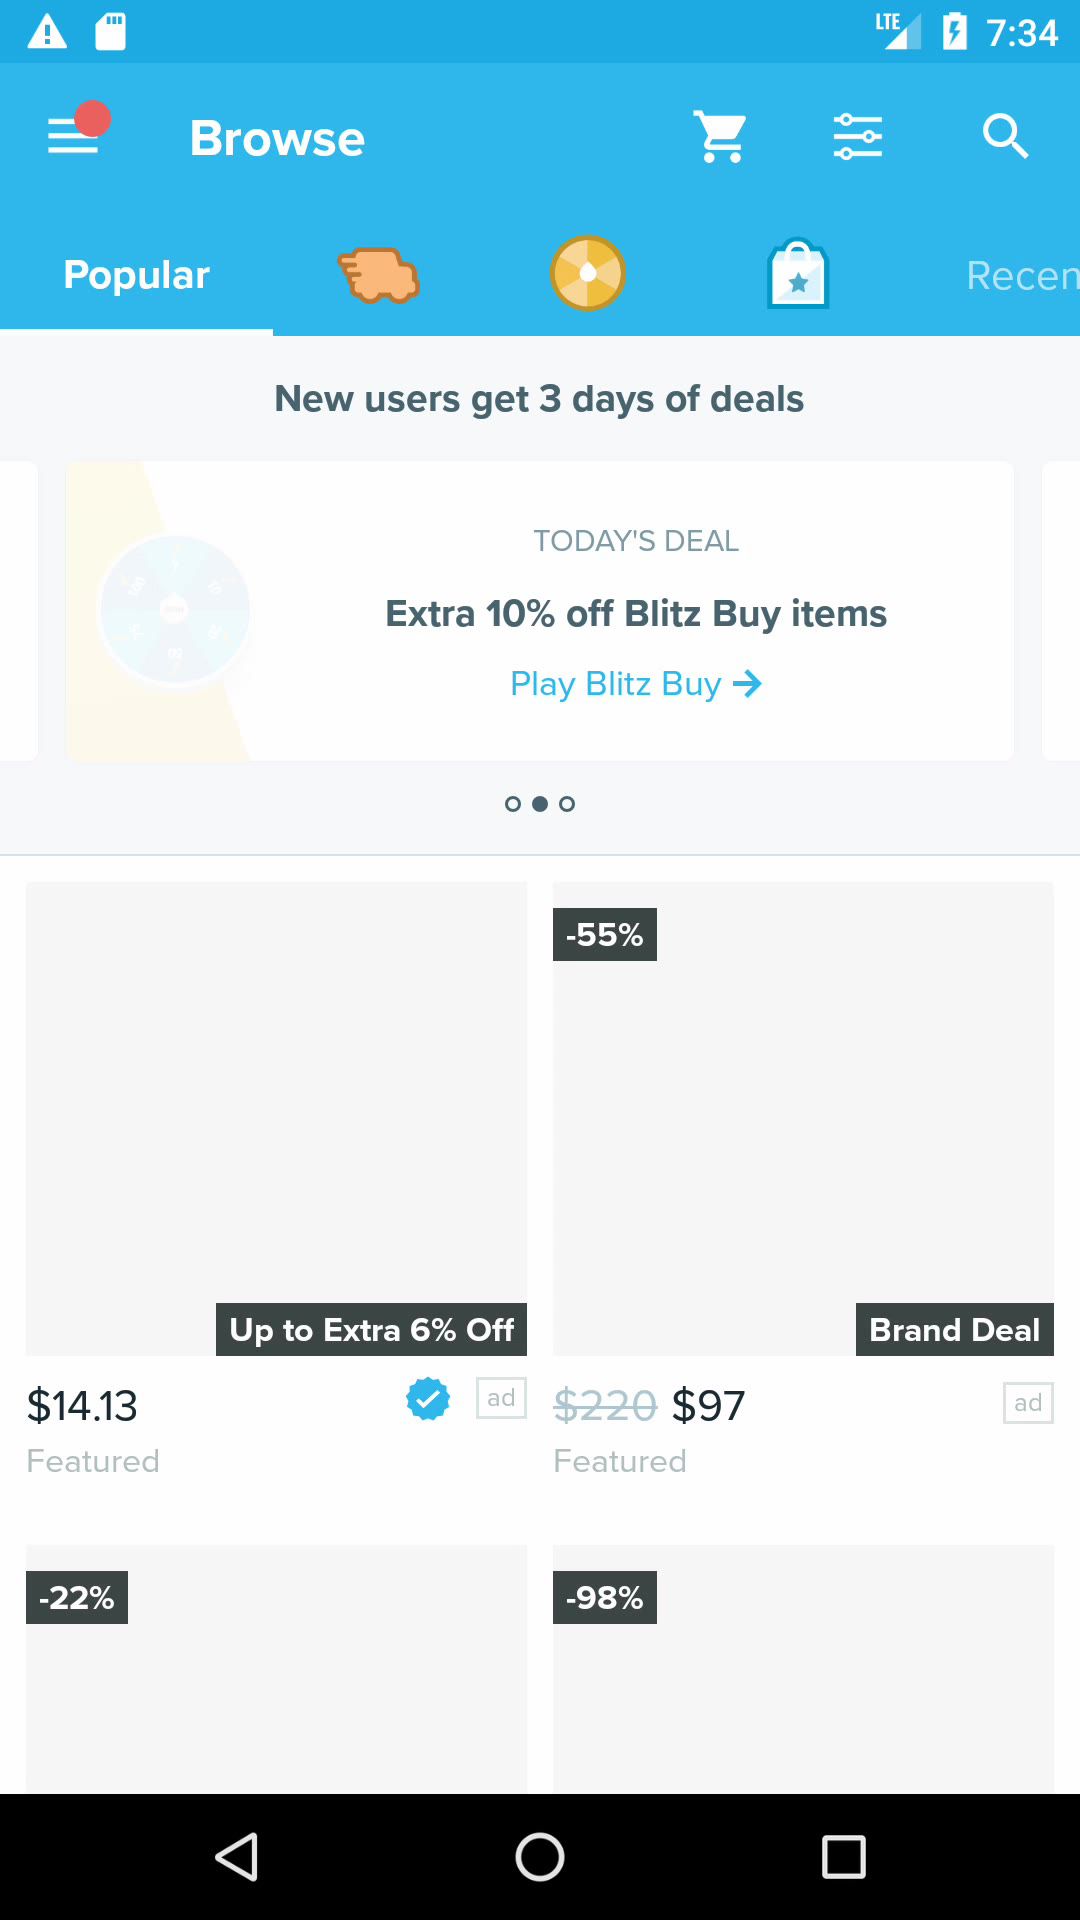 LTE 7:34
Browse
Popular
Recen
New users get 3 days of deals
TODAY'S DEAL
Extra 10% off Blitz Buy items
Play Blitz Buy
-55%
Up to Extra 6% Off
Brand Deal
$14.13 ad
$220 $97 ad
Featured
Featured
-22%
-98%